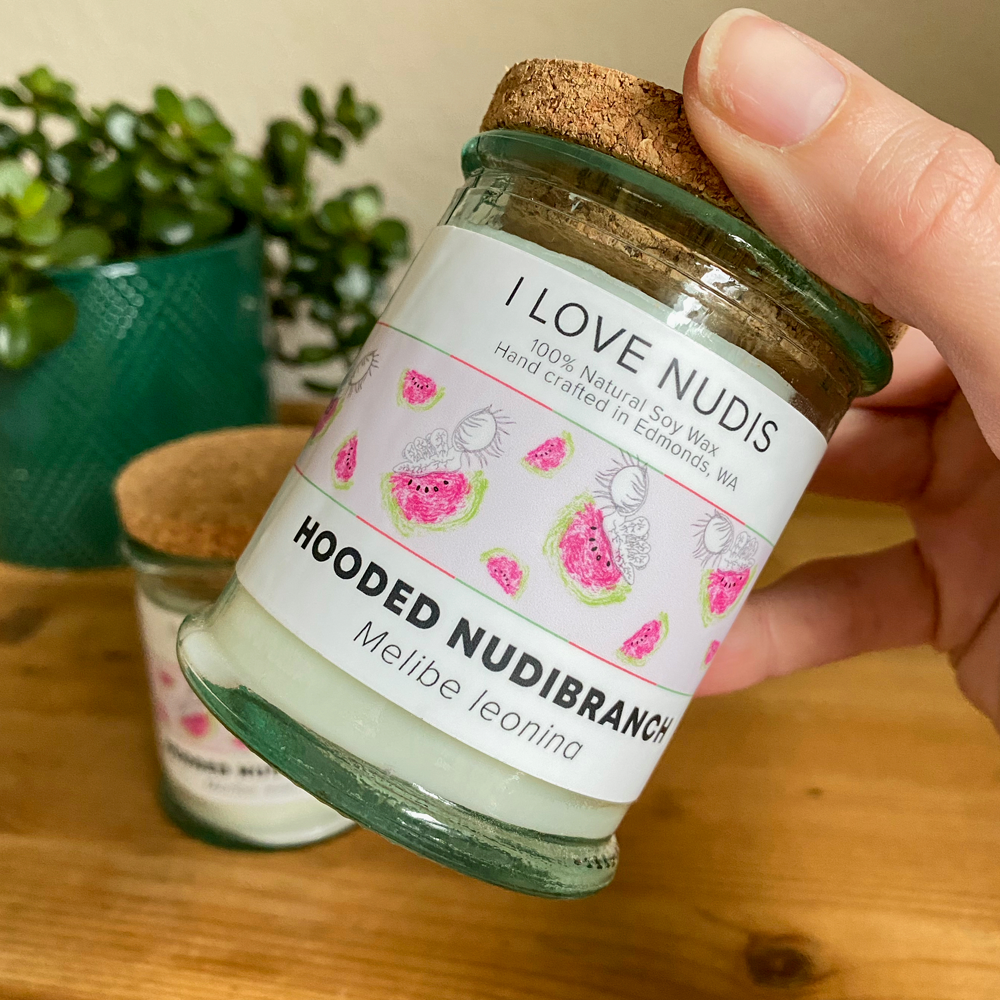 I LOVE NUDIS
100% Natural Soy Wax
Hand crafted in Edmonds, WA
HOODED NUDIBRANCH
Melibe leonina